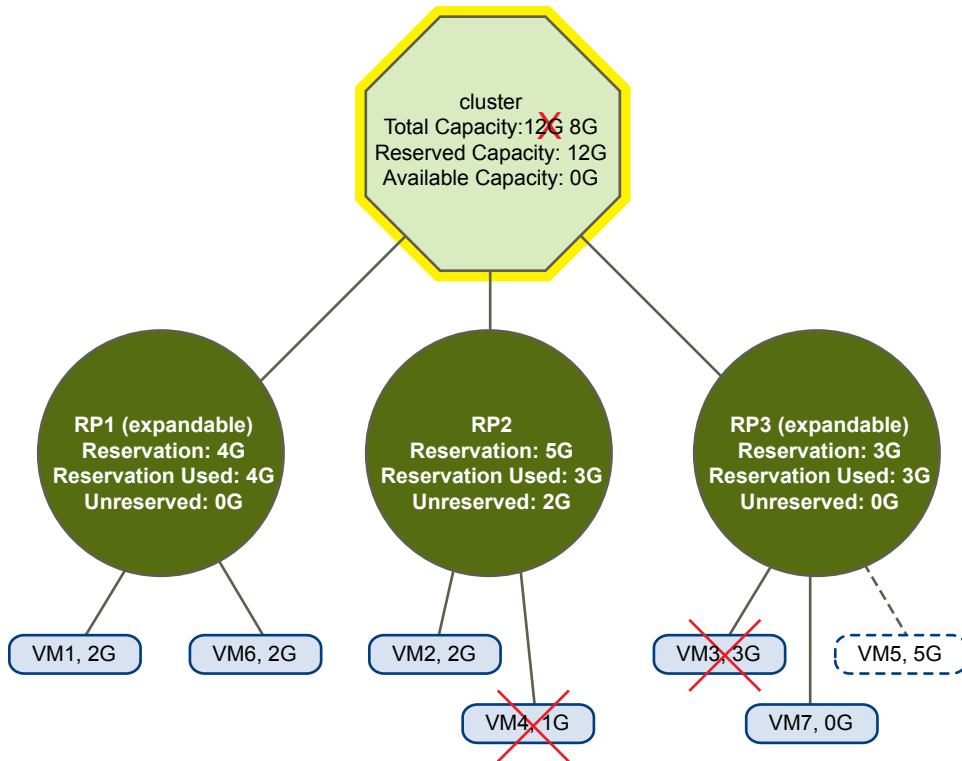 cluster
Total Capacity:12G 8G
Reserved Capacity: 12G
Available Capacity: 0G
RP1 (expandable)
Reservation: 4G
Reservation Used: 4G
Unreserved: 0G
RP2
Reservation: 5G
Reservation Used: 3G
Unreserved: 2G
RP3 (expandable)
Reservation: 3G
Reservation Used: 3G
Unreserved: 0G
VM1, 2G
VM6, 2G
VM2, 2G
VM3, 3G
VM5, 5G
VM4, 1G
VM7, 0G